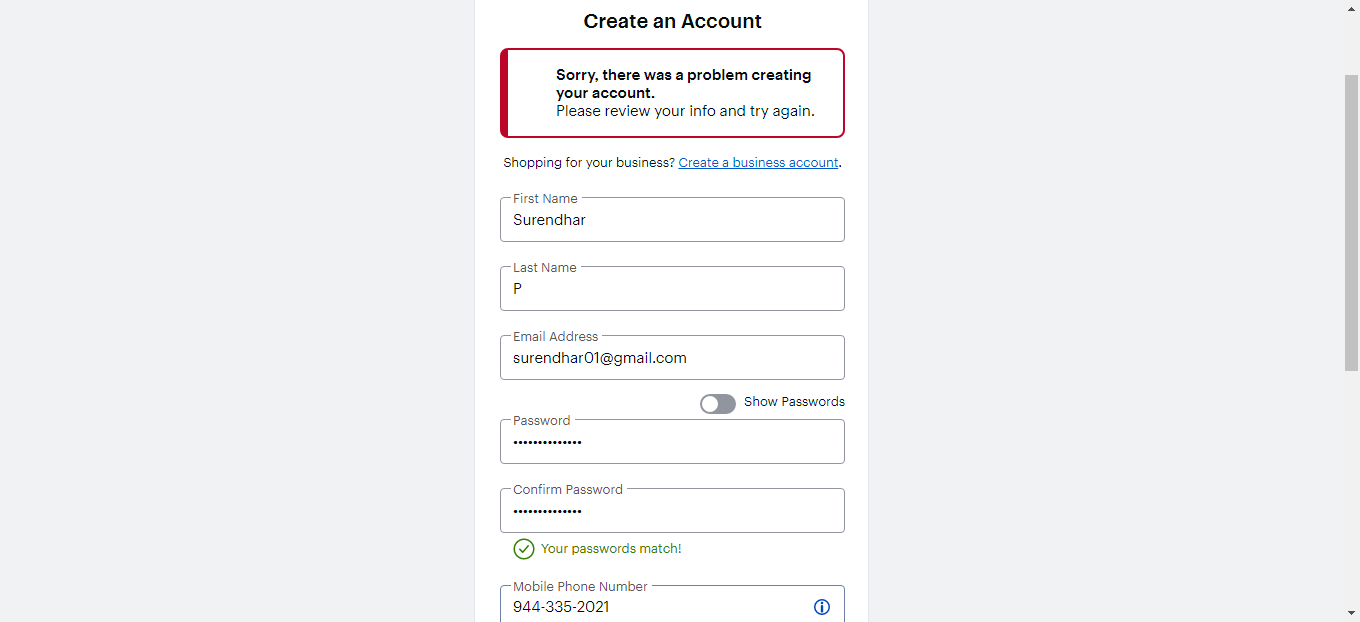 Create an Account
Sorry, there was a problem creating
your account.
Please review your info and try again.
Shopping for your business? Create a business account.
First Name
Surendhar
Last Name
P
Email Address
surendhar01@gmail.com
Show Passwords
Password
••••••••••••••
Confirm Password
••••••••••••••
Your passwords match!
Mobile Phone Number
944-335-2021